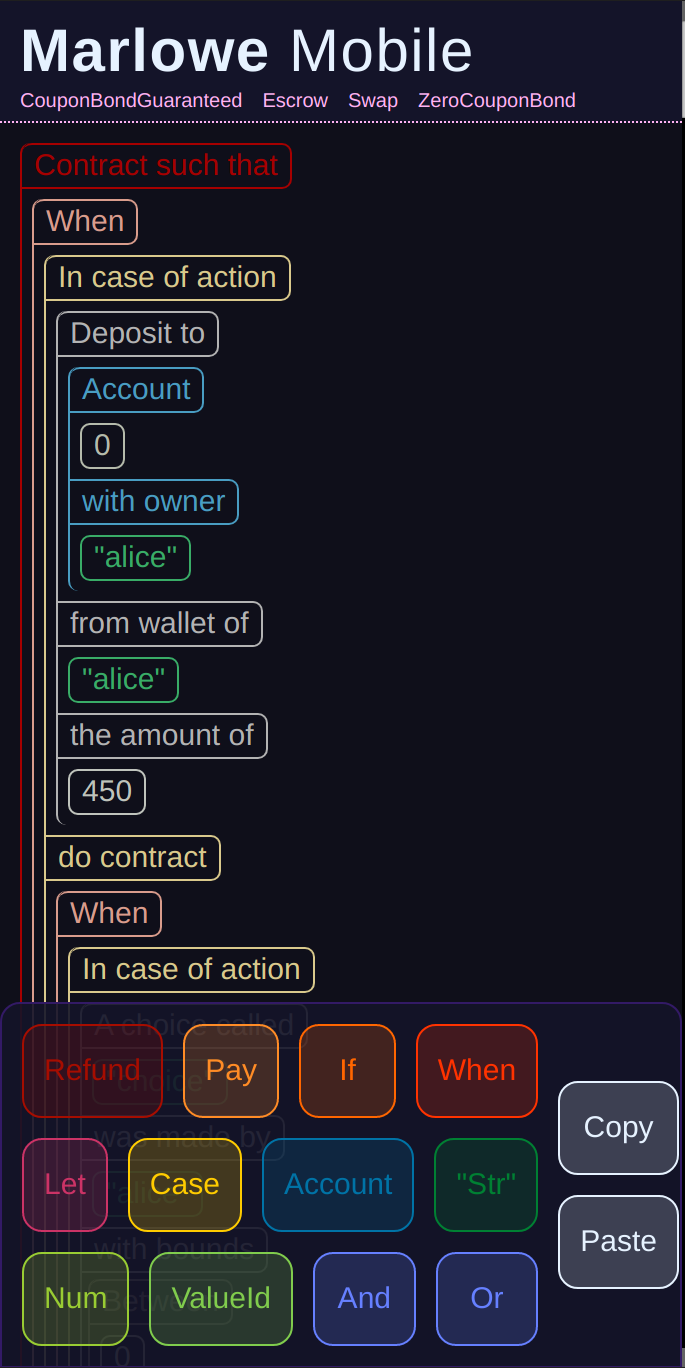 Marlowe Mobile
CouponBondGuaranteed Escrow Swap ZeroCouponBond
Contract such that
When
In case of action
Deposit to
Account
0
with owner
"alice"
from wallet of
"alice"
the amount of
450
do contract
When
In case of action
A choice called
Refund Pay If When
"choice"
Copy
was made by
Let Case Account "Str"
"alice"
Paste
with bounds
Num ValueId And Or
Between
0